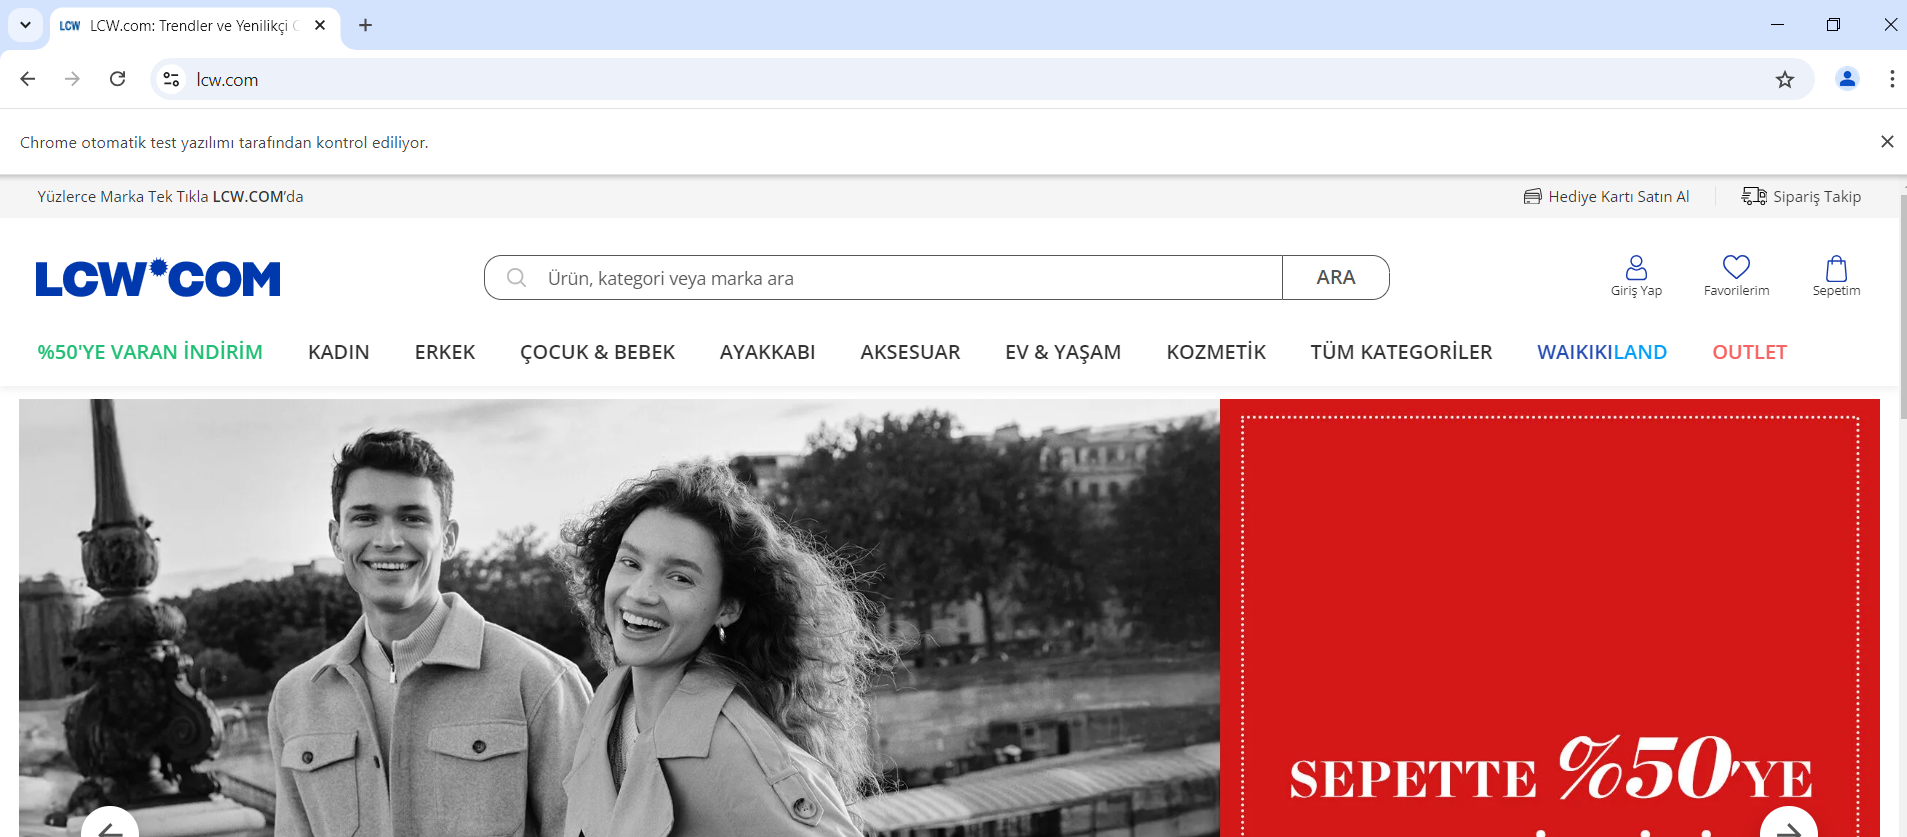 LCW LCW.com: Trendler ve Yenilikçi
lcw.com
Chrome otomatik test yazılımı tarafından kontrol ediliyor.
Yüzlerce Marka Tek Tıkla LCW.COM'da
Hediye Kartı Satın Al
Sipariş Takip
LCW COM
Ürün, kategori veya marka ara
ARA
Giriş Yap
Favorilerim
Sepetim
%50'YE VARAN İNDİRİM KADIN ERKEK ÇOCUK & BEBEK AYAKKABI AKSESUAR EV & YAŞAM KOZMETİK TÜM KATEGORİLER WAIKIKILAND OUTLET
SEPETTE %50'YE